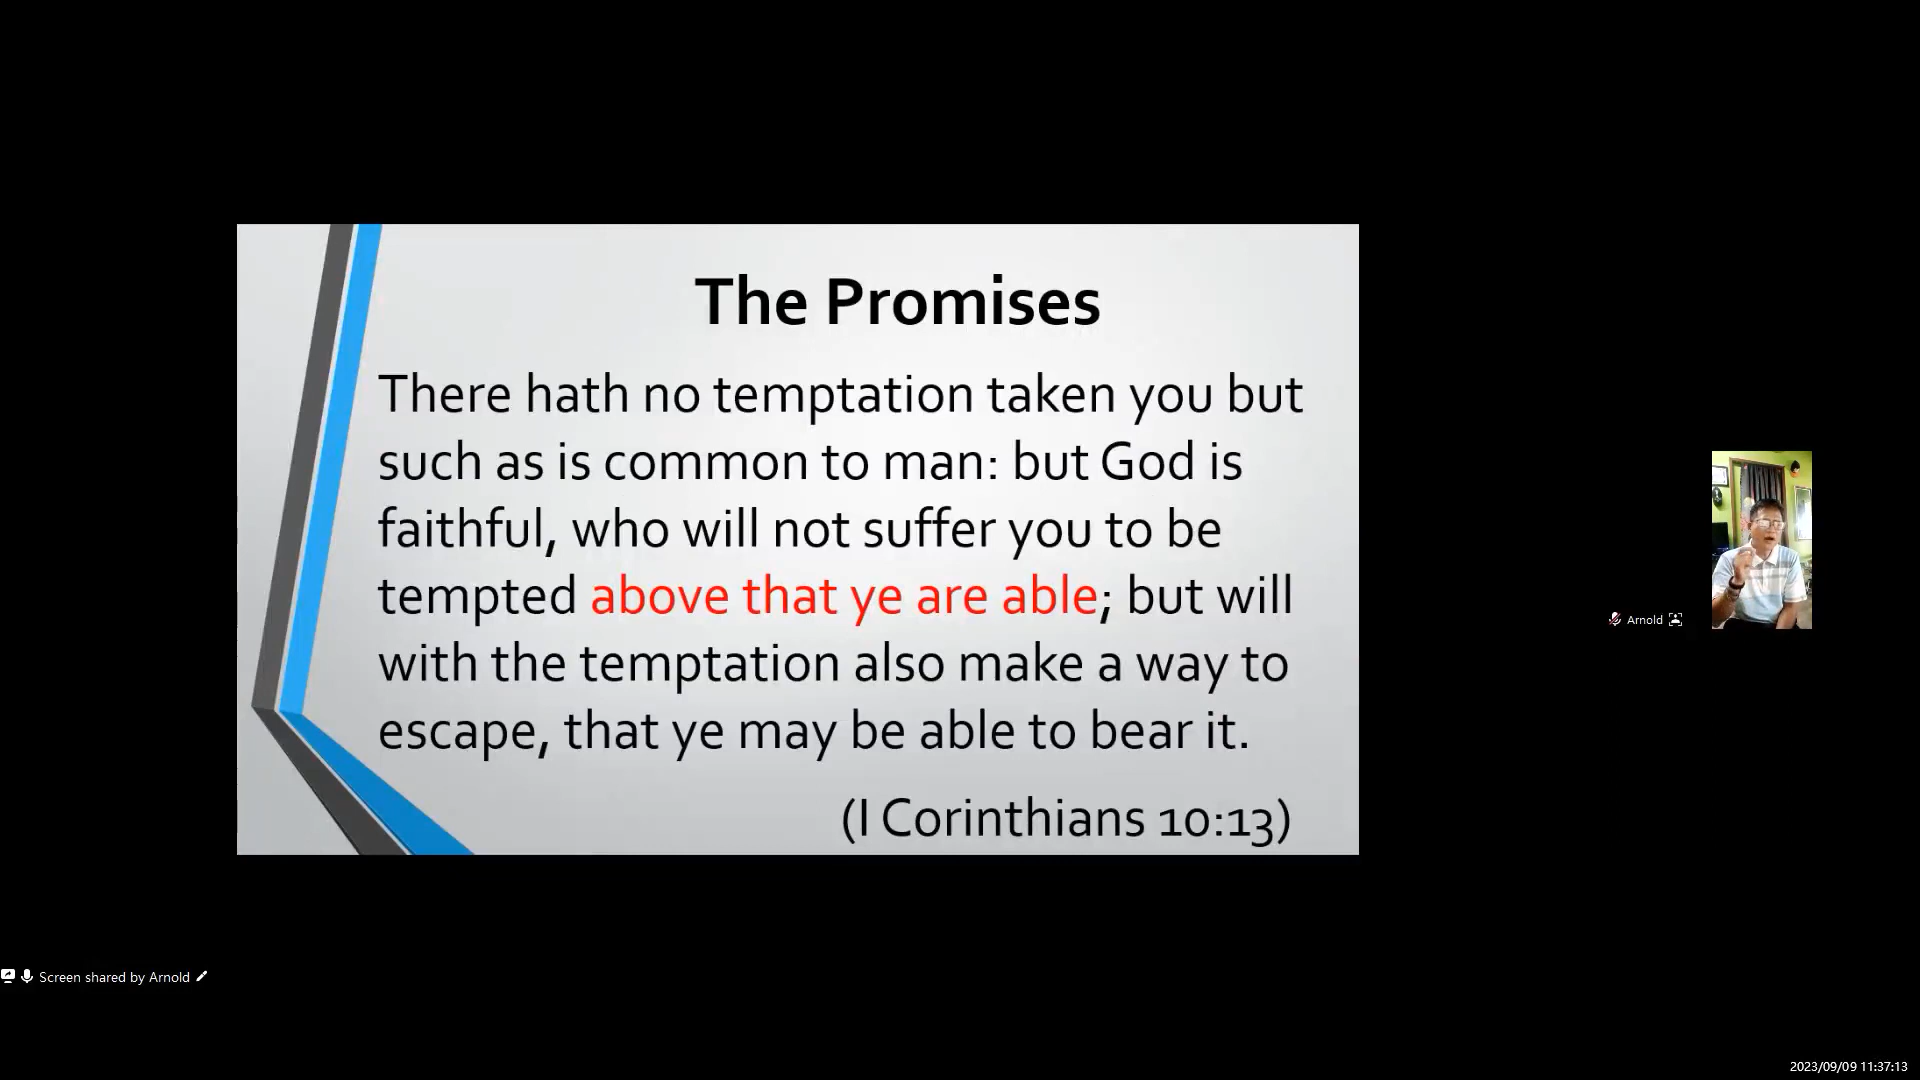 The Promises
There hath no temptation taken you but
such as is common to man: but God is
faithful, who will not suffer you to be
tempted above that ye are able; but will
with the temptation also make a way to
escape, that ye may be able to bear it.
(I Corinthians 10:13)
Arnold
Screen shared by Arnold
2023/09/09 11:37:13